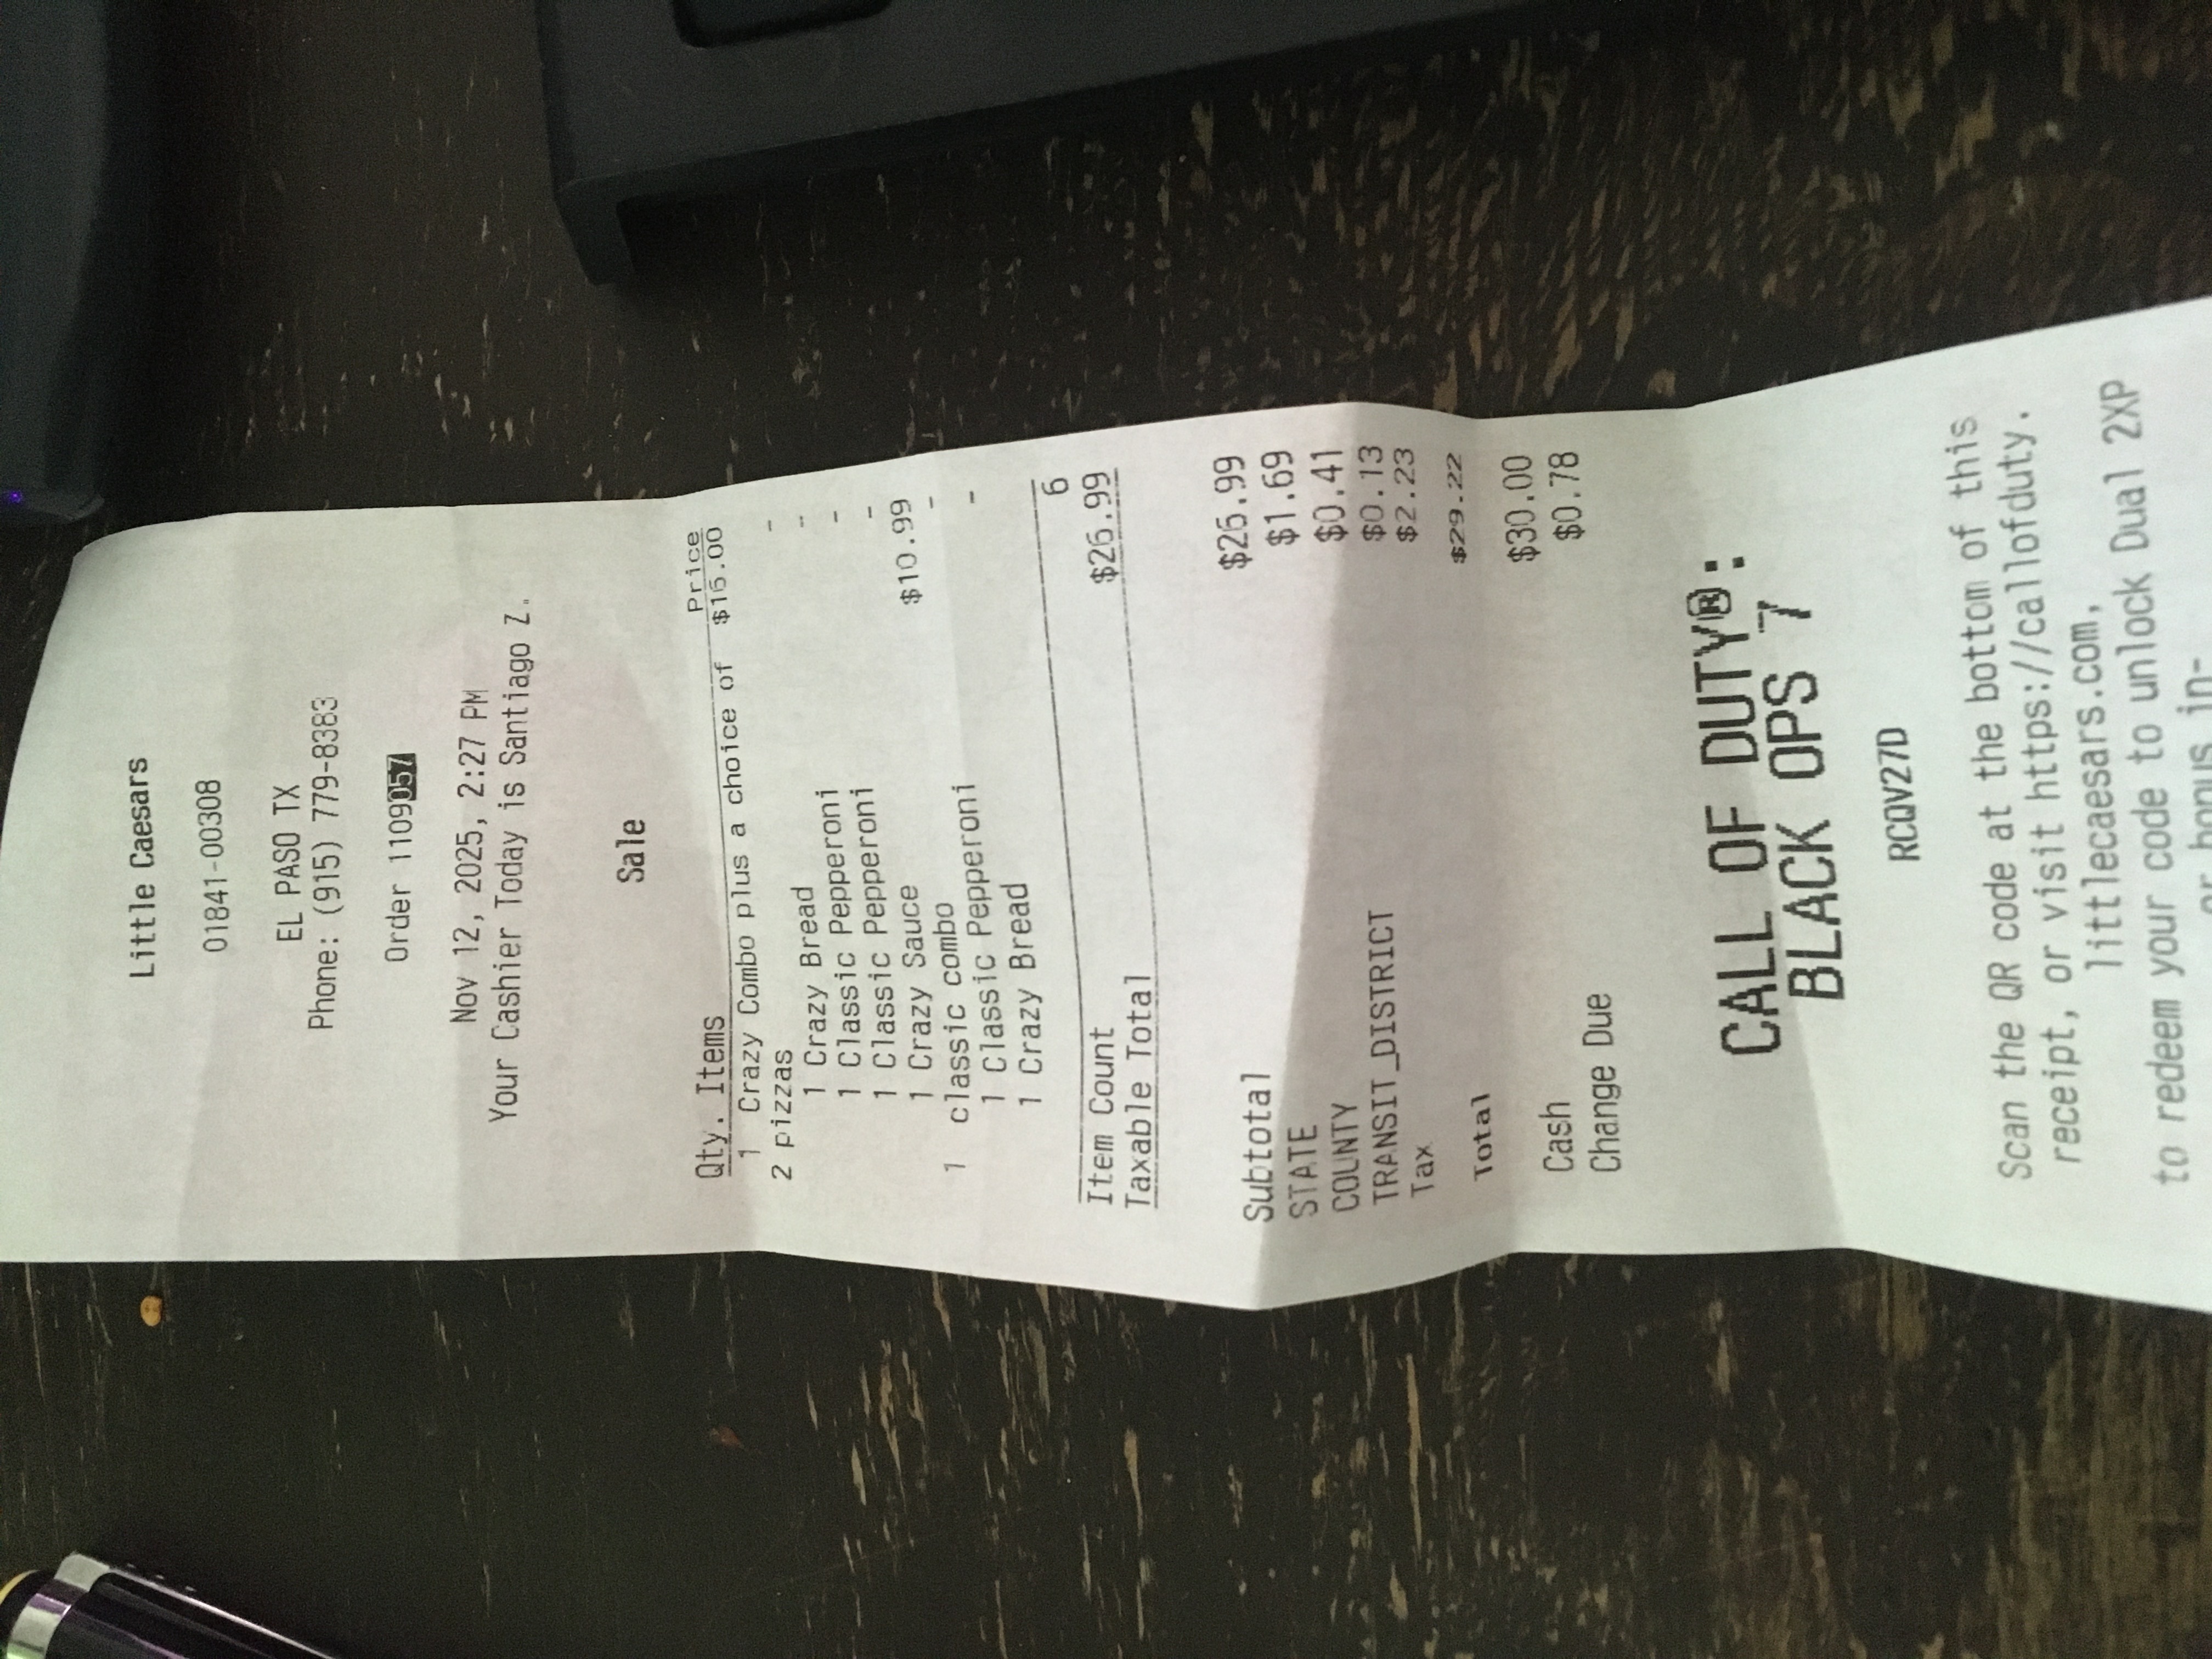 Little Caesars
01841-00308
EL PASO TX
Phone: (915) 779-8383
Order 1109057
Nov 12, 2025, 2:27 PM
Your Cashier Today is Santiago Z.
Sale
Qty. Items Price
1 Crazy Combo plus a choice of $16.00
2 pizzas -
1 Crazy Bread -
1 Classic Pepperoni -
1 Classic Pepperoni -
1 Crazy Sauce $10.99
1 classic combo -
1 Classic Pepperoni -
1 Crazy Bread
Item Count 6
Taxable Total $26.99
Subtotal $26.99
STATE $1.69
COUNTY $0.41
TRANSIT_DISTRICT $0.13
Tax $2.23
Total $29.22
Cash $30.00
Change Due $0.78
CALL OF DUTY®:
BLACK OPS 7
RCQV27D
Scan the QR code at the bottom of this
receipt, or visit https://callofduty.
littlecaesars.com,
to redeem your code to unlock Dual 2XP
or bonus in-